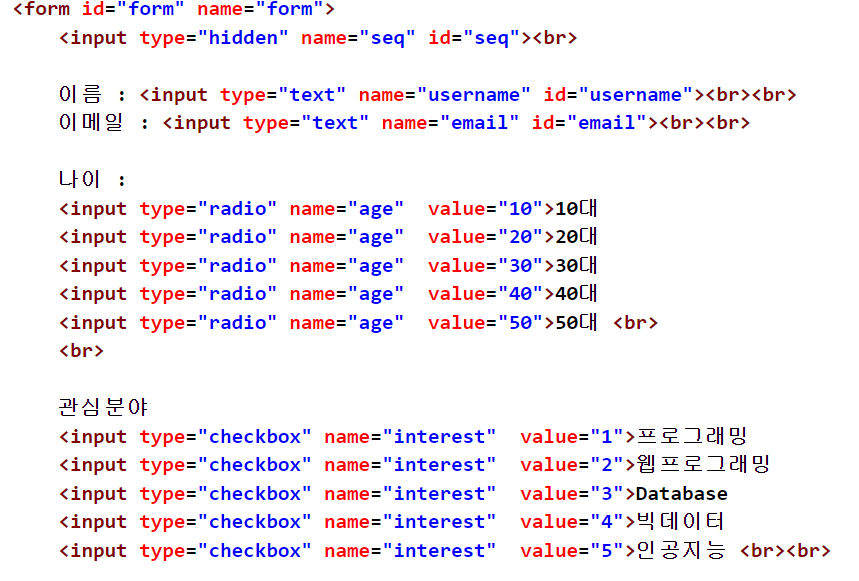 <form id="form" name="form">
<input type="hidden" name="seq" id="seq"><br>
이름 : <input type="text" name="username" id="username"><br><br>
이메일 : <input type="text" name="email" id="email"><br><br>
나이 :
<input type="radio" name="age"  value="10">10대
<input type="radio" name="age"  value="20">20대
<input type="radio" name="age"  value="30">30대
<input type="radio" name="age"  value="40">40대
<input type="radio" name="age"  value="50">50대 <br>
<br>
관심분야
<input type="checkbox" name="interest"  value="1">프로그래밍
<input type="checkbox" name="interest"  value="2">웹프로그래밍
<input type="checkbox" name="interest"  value="3">Database
<input type="checkbox" name="interest"  value="4">빅데이터
<input type="checkbox" name="interest"  value="5">인공지능 <br><br>